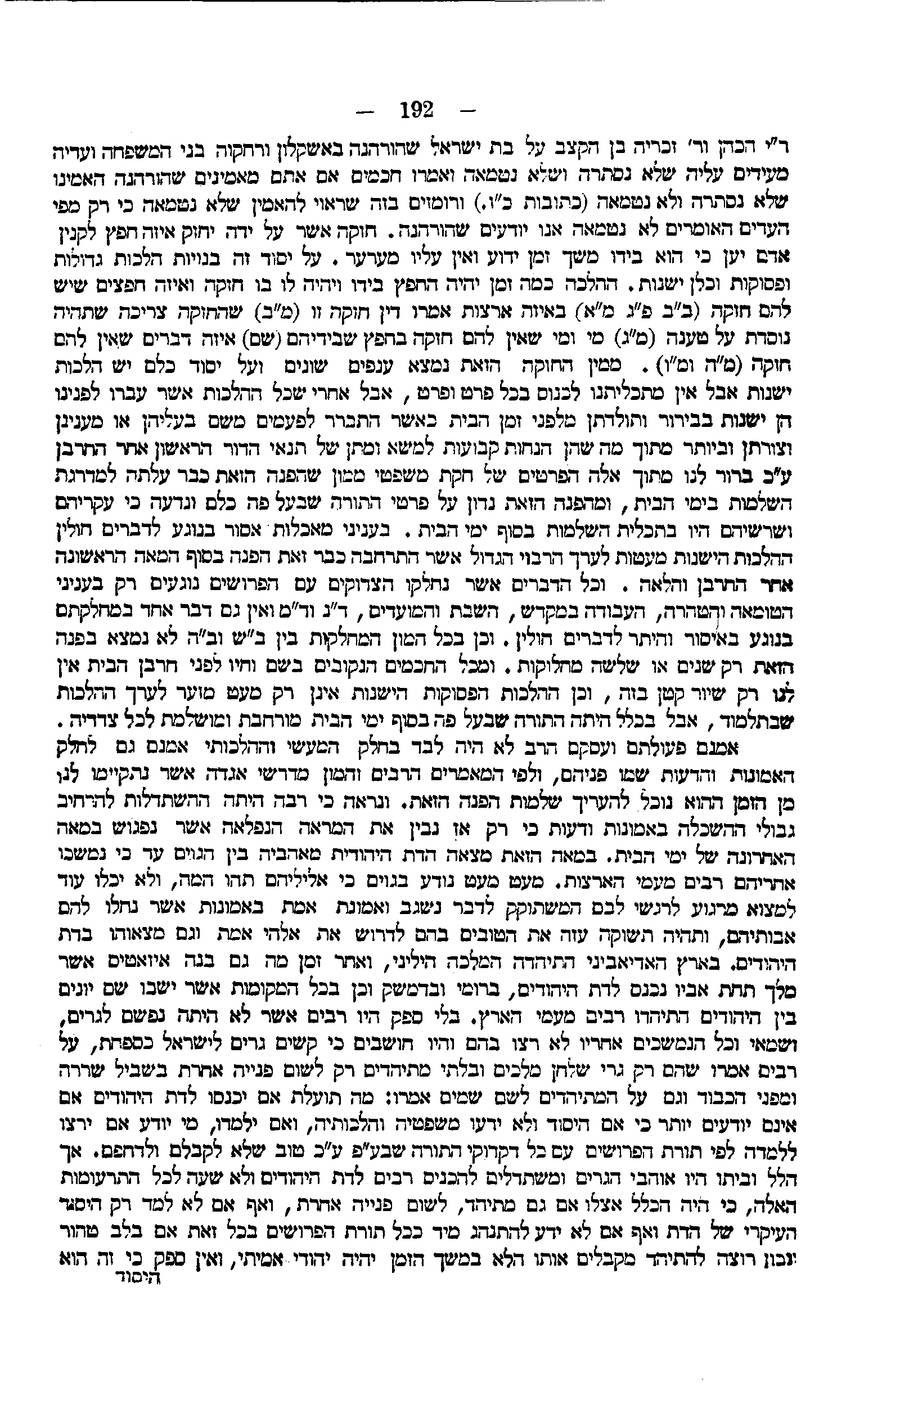 — 192 —
ר"י הכהן ור' זכריה בן הקצב על בת ישראל שהורהנה באשקלון ורחקוה בני המשפחה ועדיה
מעידים עליה שלא נסתרה ושלא נטמאה ואמרו חכמים אם אתם מאמינים שהורהנה האמינו
שלא נסתרה ולא נטמאה (כתובות כ"ו.) ורומזים בזה שראוי להאמין שלא נטמאה כי רק מפי
העדים האומרים לא נטמאה אנו יודעים שהורהנה. חזקה אשר על ידה יחזק איזה חפץ לקנין
אדם יען כי הוא בידו משך זמן ידוע ואין עליו מערער. על יסוד זה בנויות הלכות גדולות
ופסוקות וכלן ישנות. ההלכה כמה זמן יהיה החפץ בידו ויהיה לו בו חזקה ואיזה חפצים שיש
להם חזקה (ב"ב פ"ג מ"א) באיזה ארצות אמרו דין חזקה זו (מ"ב) שהחזקה צריכה שתהיה
נוסדת על טענה (מ"ג) מי ומי שאין להם חזקה בחפץ שבידיהם (שם) איזה דברים שאין להם
חזקה (מ"ה ומ"ו). ממין החזקה הזאת נמצא ענפים שונים ועל יסוד כלם יש הלכות
ישנות אבל אין מתכליתנו לכנוס בכל פרט ופרט, אבל אחרי שכל ההלכות אשר עברו לפנינו
הן ישנות בבירור ותולדתן מלפני זמן הבית כאשר התברר לפעמים משם בעליהן או מענינן
וצורתן וביותר מתוך מה שהן הנחות קבועות למשא ומתן של תנאי הדור הראשון אחר החרבן
ע"כ ברור לנו מתוך אלה הפרטים של חקת משפטי ממון שהפנה הזאת כבר עלתה למדרגת
השלמות בימי הבית, ומהפנה הזאת נדון על פרטי התורה שבעל פה כלם ונדעה כי עקריהם
ושרשיהם היו בתכלית השלמות בסוף ימי הבית. בעניני מאכלות אסור בנוגע לדברים חולין
ההלכות הישנות מעטות לערך הרבוי הגדול אשר התרחבה כבר זאת הפנה בסוף המאה הראשונה
אחר החרבן והלאה. וכל הדברים אשר נחלקו הצדוקים עם הפרושים נוגעים רק בעניני
הטומאה והטהרה, העבודה במקדש, השבת והמועדים, ד"נ וד"מ ואין גם דבר אחד במחלקתם
בנוגע באיסור והיתר לדברים חולין. וכן בכל המון המחלקות בין ב"ש וב"ה לא נמצא בפנה
הזאת רק שנים או שלשה מחלוקות. ומכל החכמים הנקובים בשם וחיו לפני חרבן הבית אין
לנו רק שיור קטן בזה, וכן ההלכות הפסוקות הישנות אינן רק מעט מזער לערך ההלכות
שבתלמוד, אבל בכלל היתה התורה שבעל פה בסוף ימי הבית מורחבת ומושלמת לכל צדדיה.
אמנם פעולתם ועסקם הרב לא היה לבד בחלק המעשי וההלכותי אמנם גם לחלק
האמונות והדעות שמו פניהם, ולפי המאמרים הרבים והמון מדרשי אגדה אשר נתקיימו לנו
מן הזמן ההוא נוכל להעריך שלמות הפנה הזאת. ונראה כי רבה היתה ההשתדלות להרחיב
גבולי ההשכלה באמונות ודעות כי רק אז נבין את המראה הנפלאה אשר נפגוש במאה
האחרונה של ימי הבית. במאה הזאת מצאה הדת היהודית מאהביה בין הגוים עד כי נמשכו
אחריהם רבים מעמי הארצות. מעט מעט נודע בגוים כי אליליהם תהו המה, ולא יכלו עוד
למצוא מרגוע לרגשי לבם המשתוקק לדבר נשגב ואמונת אמת באמונות אשר נחלו להם
אבותיהם, ותהיה תשוקה עזה את הטובים בהם לדרוש את אלהי אמת וגם מצאוהו בדת
היהודים. בארץ האדיאביני התיהדה המלכה היליני, ואחר זמן מה גם בנה איזאטים אשר
מלך תחת אביו נכנס לדת היהודים, ברומי ובדמשק וכן בכל המקומות אשר ישבו שם יונים
בין היהודים התיהדו רבים מעמי הארץ. בלי ספק היו רבים אשר לא היתה נפשם לגרים,
ושמאי וכל הנמשכים אחריו לא רצו בהם והיו חושבים כי קשים גרים לישראל כספחת, על
רבים אמרו שהם רק גרי שלחן מלכים ובלתי מתיהדים רק לשום פנייה אחרת בשביל שררה
ומפני הכבוד וגם על המתיהדים לשם שמים אמרו: מה תועלת אם יכנסו לדת היהודים אם
אינם יודעים יותר כי אם היסוד ולא ידעו משפטיה והלכותיה, ואם ילמדו, מי יודע אם ירצו
ללמדה לפי תורת הפרושים עם כל דקרוקי התורה שבע"פ ע"כ טוב שלא לקבלם ולדחפם. אך
הלל וביתו היו אוהבי הגרים ומשתדלים להכניס רבים לדת היהודים ולא שעה לכל התרעומות
האלה, כי היה הכלל אצלו אם גם מתיהד, לשום פנייה אחרת, ואף אם לא למד רק היסוד
העיקרי של הדת ואף אם לא ידע להתנהג מיד ככל תורת הפרושים בכל זאת אם בלב טהור
ונכון רוצה להתיהד מקבלים אותו הלא במשך הזמן יהיה יהודי אמיתי, ואין ספק כי זה הוא
היסוד